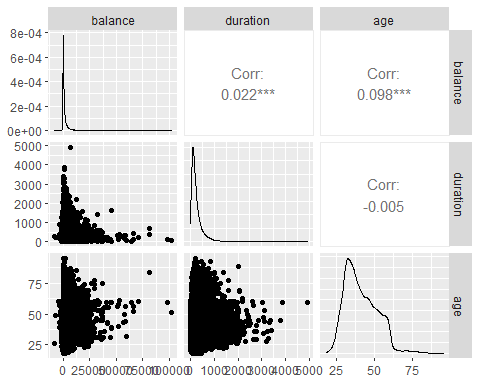 balance duration age
8e-04
6e-04
4e-04
2e-04
0e+00
Corr:
0.022***
Corr:
0.098***
balance
5000
4000
3000
2000
1000
0
Corr:
-0.005
duration
75
50
25
age
0 25000 50000 75000 100000
0 1000 2000 3000 4000 5000
25 50 75